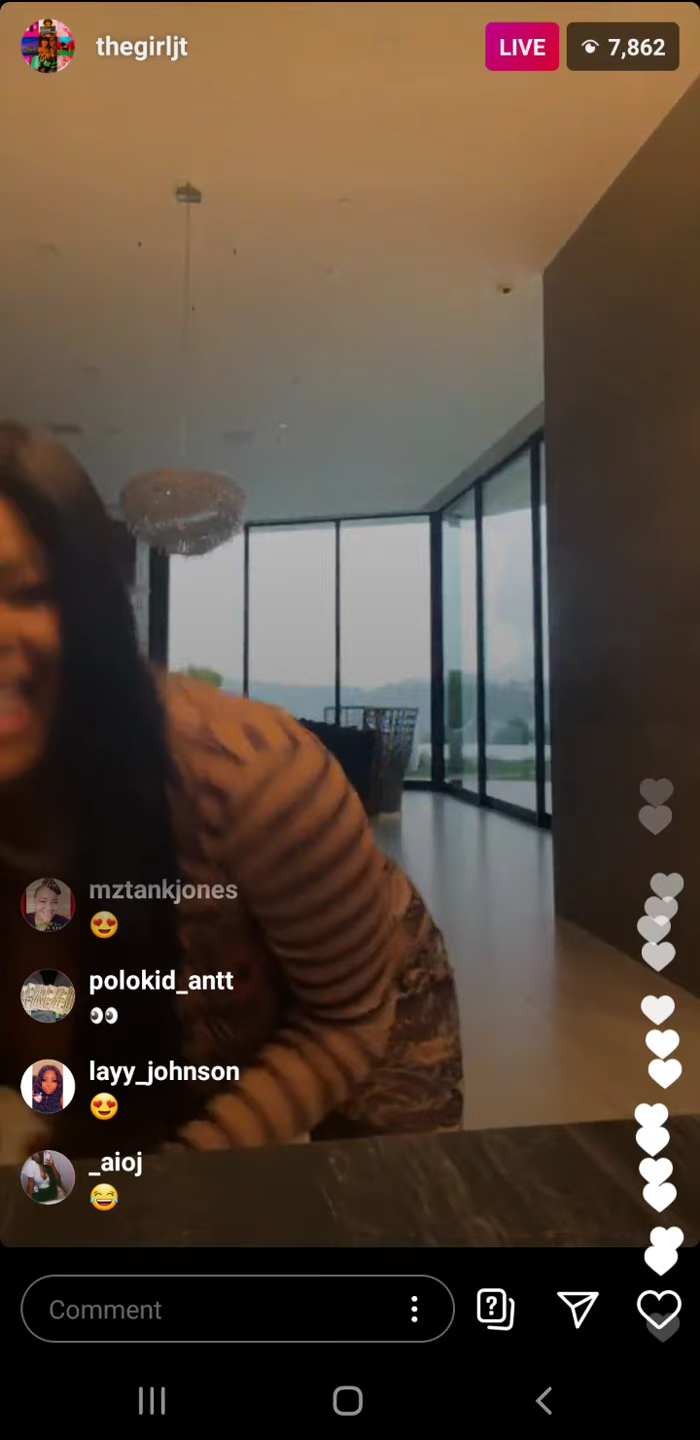 thegirljt
LIVE
7,862
mztankjones
😍
polokid_antt
👀
layy_johnson
😍
_aioj
😂
Comment
?